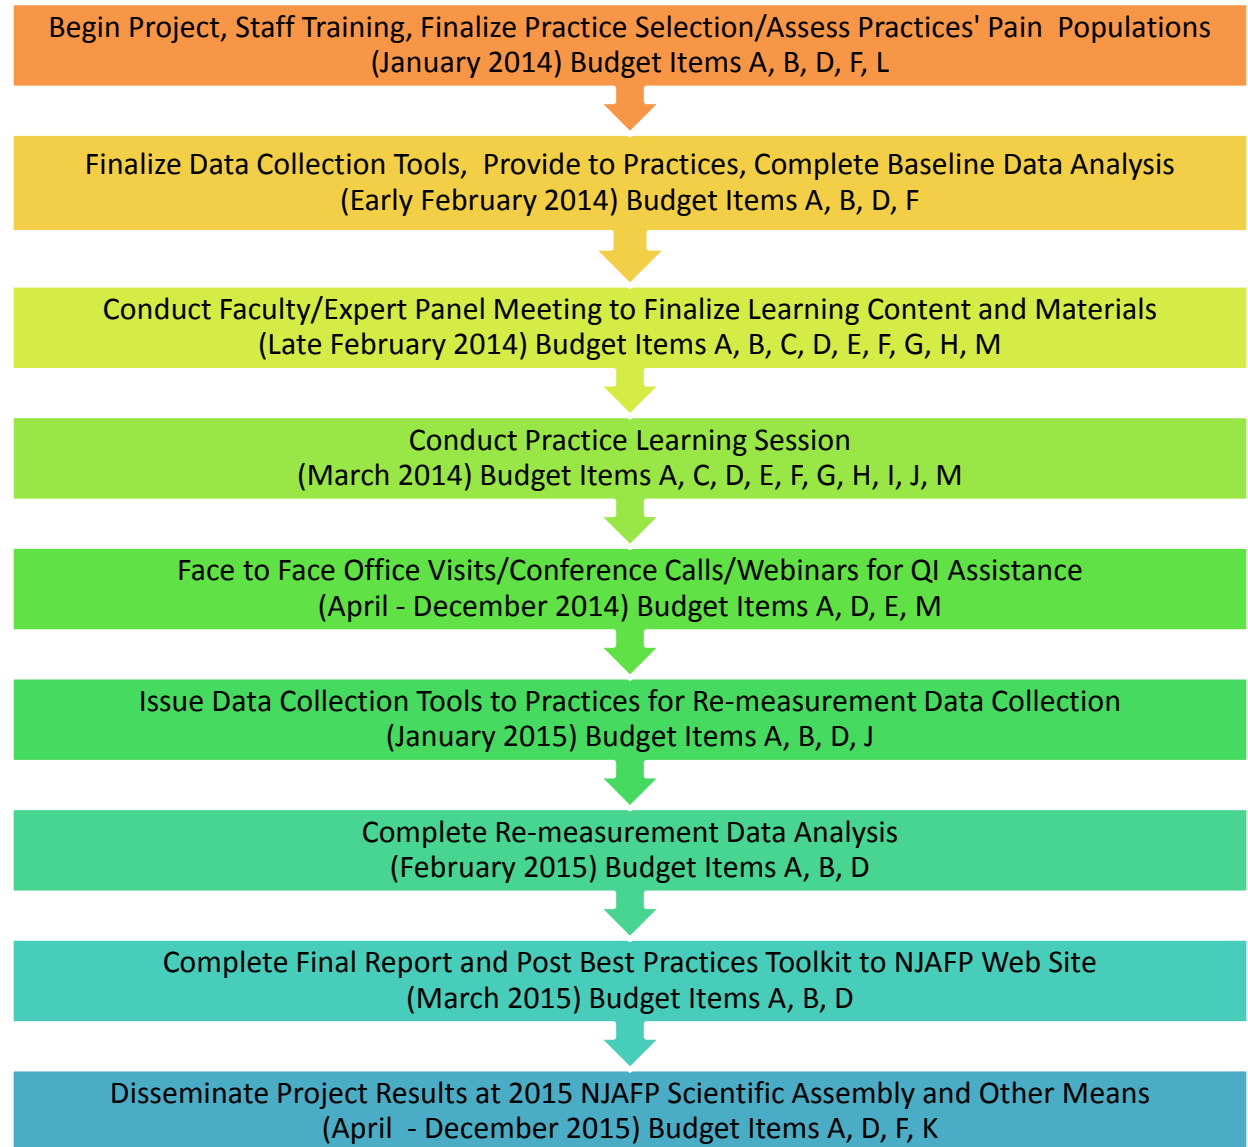 Begin Project, Staff Training, Finalize Practice Selection/Assess Practices' Pain  Populations
(January 2014) Budget Items A, B, D, F, L
Finalize Data Collection Tools,  Provide to Practices, Complete Baseline Data Analysis
(Early February 2014) Budget Items A, B, D, F
Conduct Faculty/Expert Panel Meeting to Finalize Learning Content and Materials
(Late February 2014) Budget Items A, B, C, D, E, F, G, H, M
Conduct Practice Learning Session
(March 2014) Budget Items A, C, D, E, F, G, H, I, J, M
Face to Face Office Visits/Conference Calls/Webinars for QI Assistance
(April - December 2014) Budget Items A, D, E, M
Issue Data Collection Tools to Practices for Re-measurement Data Collection
(January 2015) Budget Items A, B, D, J
Complete Re-measurement Data Analysis
(February 2015) Budget Items A, B, D
Complete Final Report and Post Best Practices Toolkit to NJAFP Web Site
(March 2015) Budget Items A, B, D
Disseminate Project Results at 2015 NJAFP Scientific Assembly and Other Means
(April  - December 2015) Budget Items A, D, F, K